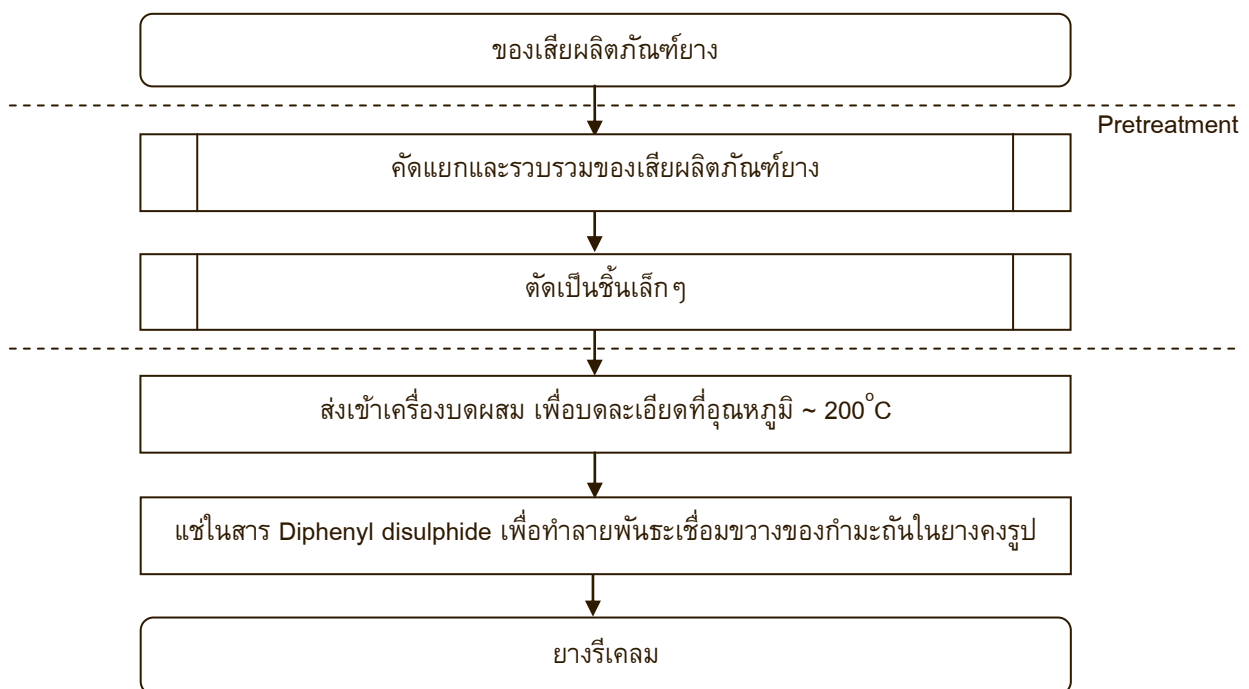 ของเสียผลิตภัณฑ์ยาง
Pretreatment
คัดแยกและรวบรวมของเสียผลิตภัณฑ์ยาง
ตัดเป็นชิ้นเล็กๆ
ส่งเข้าเครื่องบดผสม เพื่อบดละเอียดที่อุณหภูมิ ~ 200°C
แช่ในสาร Diphenyl disulphide เพื่อทำลายพันธะเชื่อมขวางของกำมะถันในยางคงรูป
ยางรีเคลม